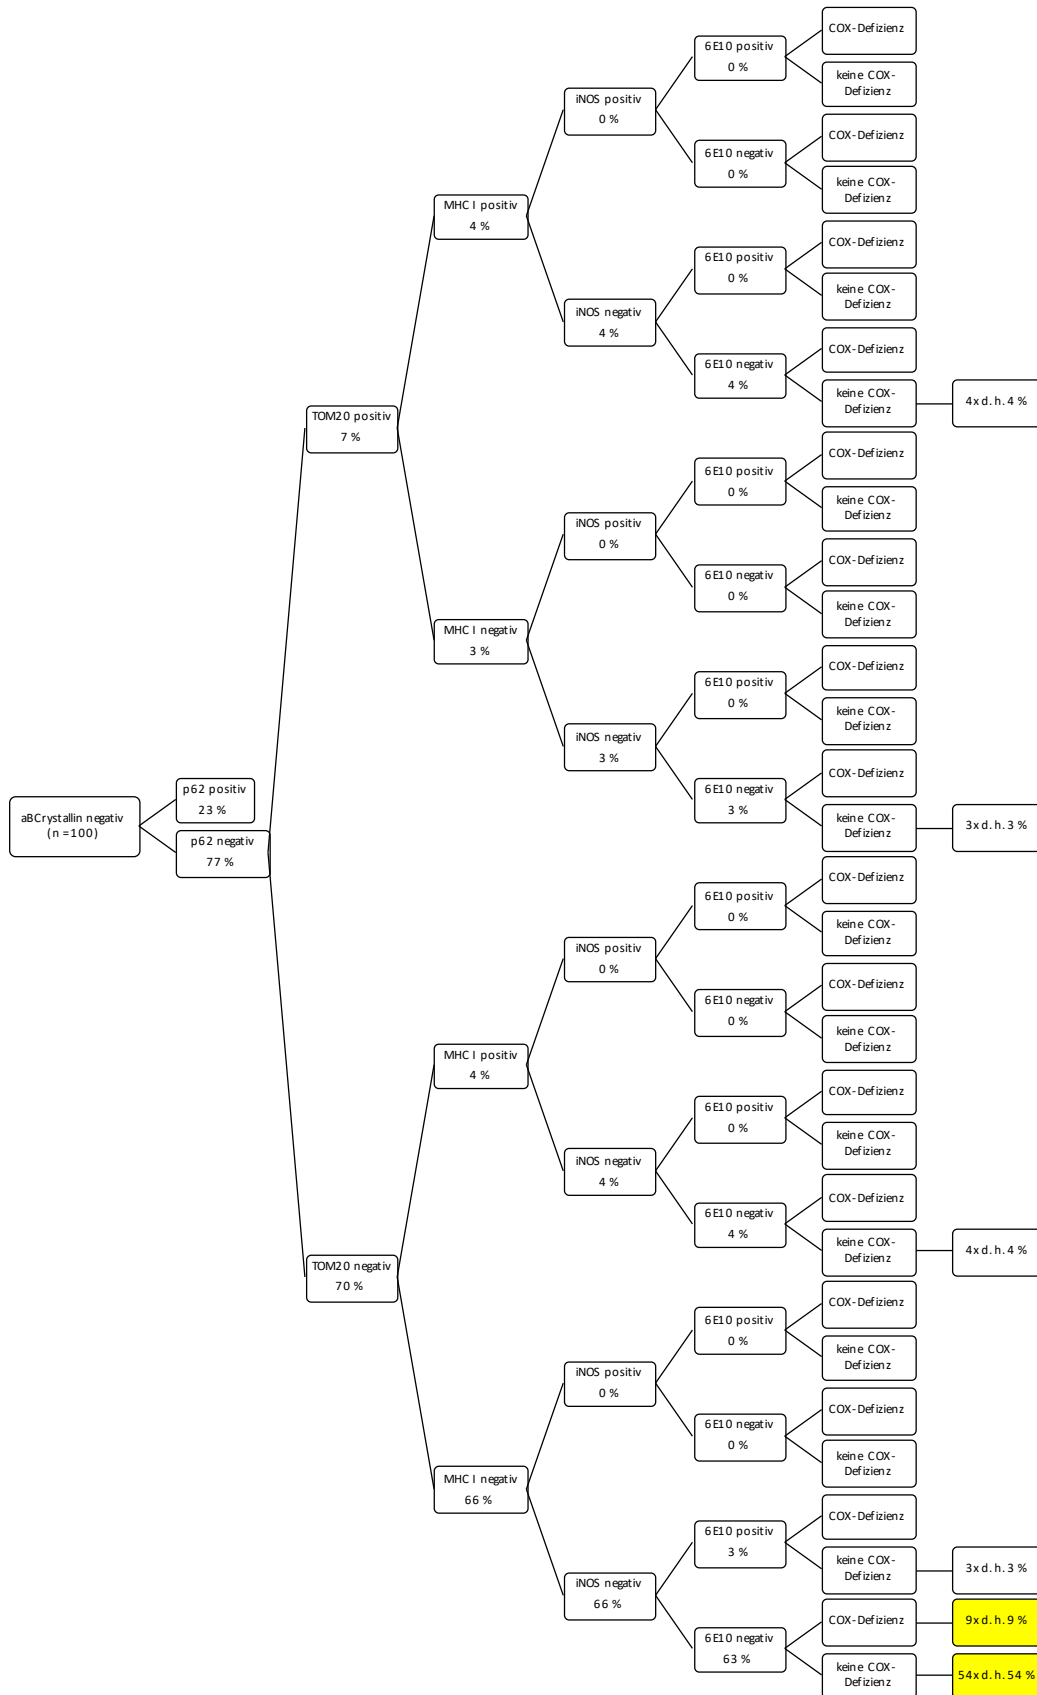 COX-Defizienz
6E10 positiv
0 %
keine COX-
Defizienz
iNOS positiv
0 %
COX-Defizienz
6E10 negativ
0 %
keine COX-
Defizienz
MHC I positiv
4 %
COX-Defizienz
6E10 positiv
0 %
keine COX-
Defizienz
iNOS negativ
4 %
COX-Defizienz
6E10 negativ
4 %
keine COX-
Defizienz
4x d. h. 4 %
TOM20 positiv
7 %
COX-Defizienz
6E10 positiv
0 %
keine COX-
Defizienz
iNOS positiv
0 %
COX-Defizienz
6E10 negativ
0 %
keine COX-
Defizienz
MHC I negativ
3 %
COX-Defizienz
6E10 positiv
0 %
keine COX-
Defizienz
iNOS negativ
3 %
COX-Defizienz
6E10 negativ
3 %
keine COX-
Defizienz
3x d. h. 3 %
p62 positiv
23 %
aBCrystallin negativ
(n =100)
p62 negativ
77 %
COX-Defizienz
6E10 positiv
0 %
keine COX-
Defizienz
iNOS positiv
0 %
COX-Defizienz
6E10 negativ
0 %
keine COX-
Defizienz
MHC I positiv
4 %
COX-Defizienz
6E10 positiv
0 %
keine COX-
Defizienz
iNOS negativ
4 %
COX-Defizienz
6E10 negativ
4 %
keine COX-
Defizienz
4x d. h. 4 %
TOM20 negativ
70 %
COX-Defizienz
6E10 positiv
0 %
keine COX-
Defizienz
iNOS positiv
0 %
COX-Defizienz
6E10 negativ
0 %
keine COX-
Defizienz
MHC I negativ
66 %
COX-Defizienz
6E10 positiv
3 %
keine COX-
Defizienz
3x d. h. 3 %
iNOS negativ
66 %
COX-Defizienz
9x d. h. 9 %
6E10 negativ
63 %
keine COX-
Defizienz
54x d. h. 54 %